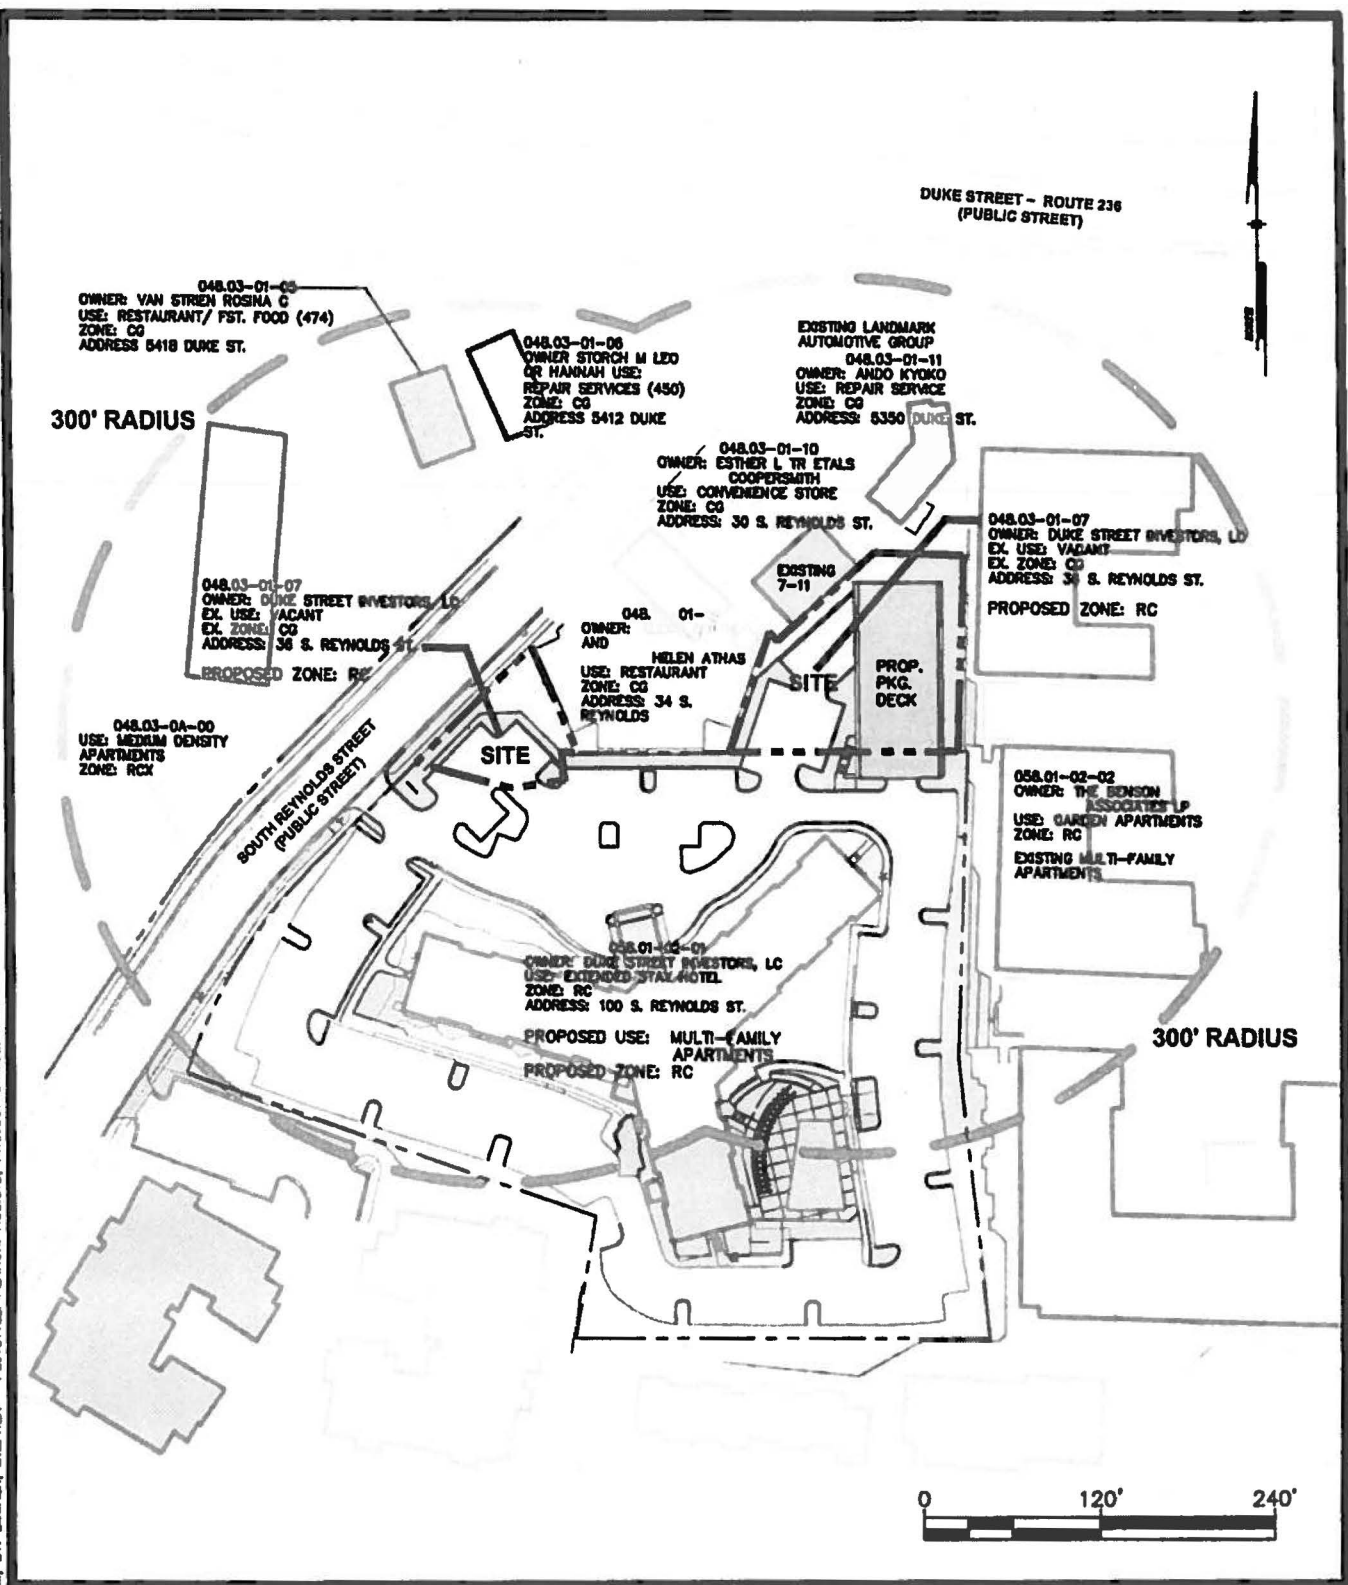 DUKE STREET - ROUTE 236
(PUBLIC STREET)
048.03-01-05
OWNER: VAN STRIEN ROSINA C
USE: RESTAURANT/ FST. FOOD (474)
ZONE: CG
ADDRESS 5418 DUKE ST.
048.03-01-06
OWNER STORCH M LEO
OR HANNAH USE:
REPAIR SERVICES (450)
ZONE: CG
ADDRESS 5412 DUKE
ST.
EXISTING LANDMARK
AUTOMOTIVE GROUP
048.03-01-11
OWNER: ANDO KYOKO
USE: REPAIR SERVICE
ZONE: CG
ADDRESS: 5350 DUKE ST.
300' RADIUS
048.03-01-10
OWNER: ESTHER L TR ETALS
COOPERSMITH
USE: CONVENIENCE STORE
ZONE: CG
ADDRESS: 30 S. REYNOLDS ST.
048.03-01-07
OWNER: DUKE STREET INVESTORS, LC
EX. USE: VACANT
EX. ZONE: CG
ADDRESS: 36 S. REYNOLDS ST.
PROPOSED ZONE: RC
EXISTING
7-11
048.03-01-07
OWNER: DUKE STREET INVESTORS, LC
EX. USE: VACANT
EX. ZONE: CG
ADDRESS: 36 S. REYNOLDS ST.
PROPOSED ZONE: RC
048. 01-
OWNER:
AND
HELEN ATHAS
USE: RESTAURANT
ZONE: CG
ADDRESS: 34 S.
REYNOLDS
SITE
PROP.
PKG.
DECK
048.03-0A-00
USE: MEDIUM DENSITY
APARTMENTS
ZONE: RCX
SOUTH REYNOLDS STREET
(PUBLIC STREET)
SITE
058.01-02-02
OWNER: THE BENSON
ASSOCIATES LP
USE: GARDEN APARTMENTS
ZONE: RC
EXISTING MULTI-FAMILY
APARTMENTS
058.01-02-01
OWNER: DUKE STREET INVESTORS, LC
USE: EXTENDED STAY HOTEL
ZONE: RC
ADDRESS: 100 S. REYNOLDS ST.
PROPOSED USE: MULTI-FAMILY
APARTMENTS
PROPOSED ZONE: RC
300' RADIUS
0 120' 240'